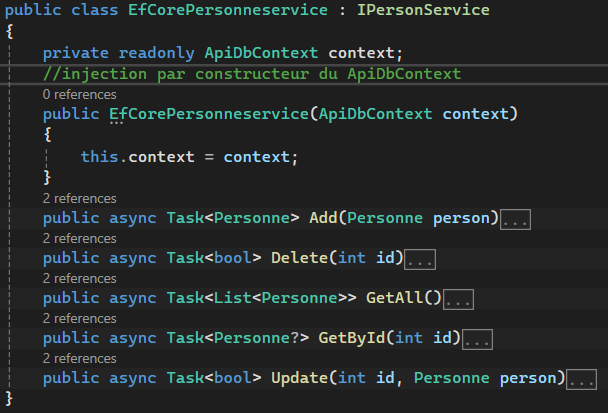 public class EfCorePersonneservice : IPersonService
{
private readonly ApiDbContext context;
//injection par constructeur du ApiDbContext
0 references
public EfCorePersonneservice(ApiDbContext context)
{
this.context = context;
}
2 references
public async Task<Personne> Add(Personne person)...
2 references
public async Task<bool> Delete(int id)...
2 references
public async Task<List<Personne>> GetAll()...
2 references
public async Task<Personne?> GetById(int id)...
2 references
public async Task<bool> Update(int id, Personne person)...
}